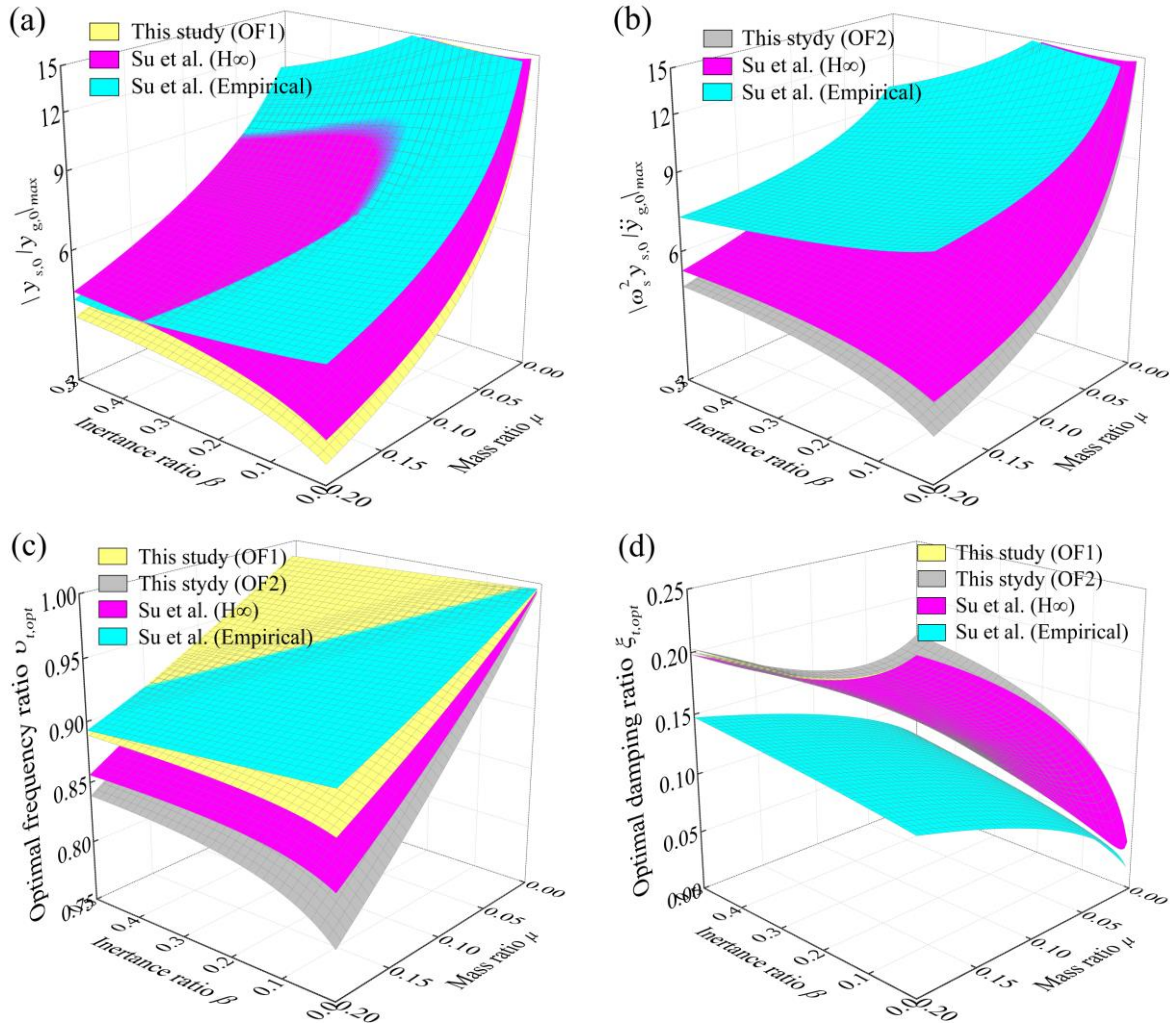 (a)
This study (OF1)
Su et al. (H∞)
Su et al. (Empirical)
15
12
9
6
| y s,0 / y g,0 | max
0.4
0.3
0.2
0.1
0.0
Inertance ratio β
0.00
0.05
0.10
0.15
0.20
Mass ratio μ
(b)
This stydy (OF2)
Su et al. (H∞)
Su et al. (Empirical)
15
12
9
6
| ω s 2 y s,0 / ÿ g,0 | max
0.4
0.3
0.2
0.1
0.0
Inertance ratio β
0.00
0.05
0.10
0.15
0.20
Mass ratio μ
(c)
This study (OF1)
This stydy (OF2)
Su et al. (H∞)
Su et al. (Empirical)
1.00
0.95
0.90
0.85
0.80
0.75
Optimal frequency ratio υ t,opt
0.4
0.3
0.2
0.1
0.0
Inertance ratio β
0.00
0.05
0.10
0.15
0.20
Mass ratio μ
(d)
This study (OF1)
This stydy (OF2)
Su et al. (H∞)
Su et al. (Empirical)
0.25
0.20
0.15
0.10
0.05
0.00
Optimal damping ratio ξ t,opt
0.4
0.3
0.2
0.1
0.0
Inertance ratio β
0.00
0.05
0.10
0.15
0.20
Mass ratio μ